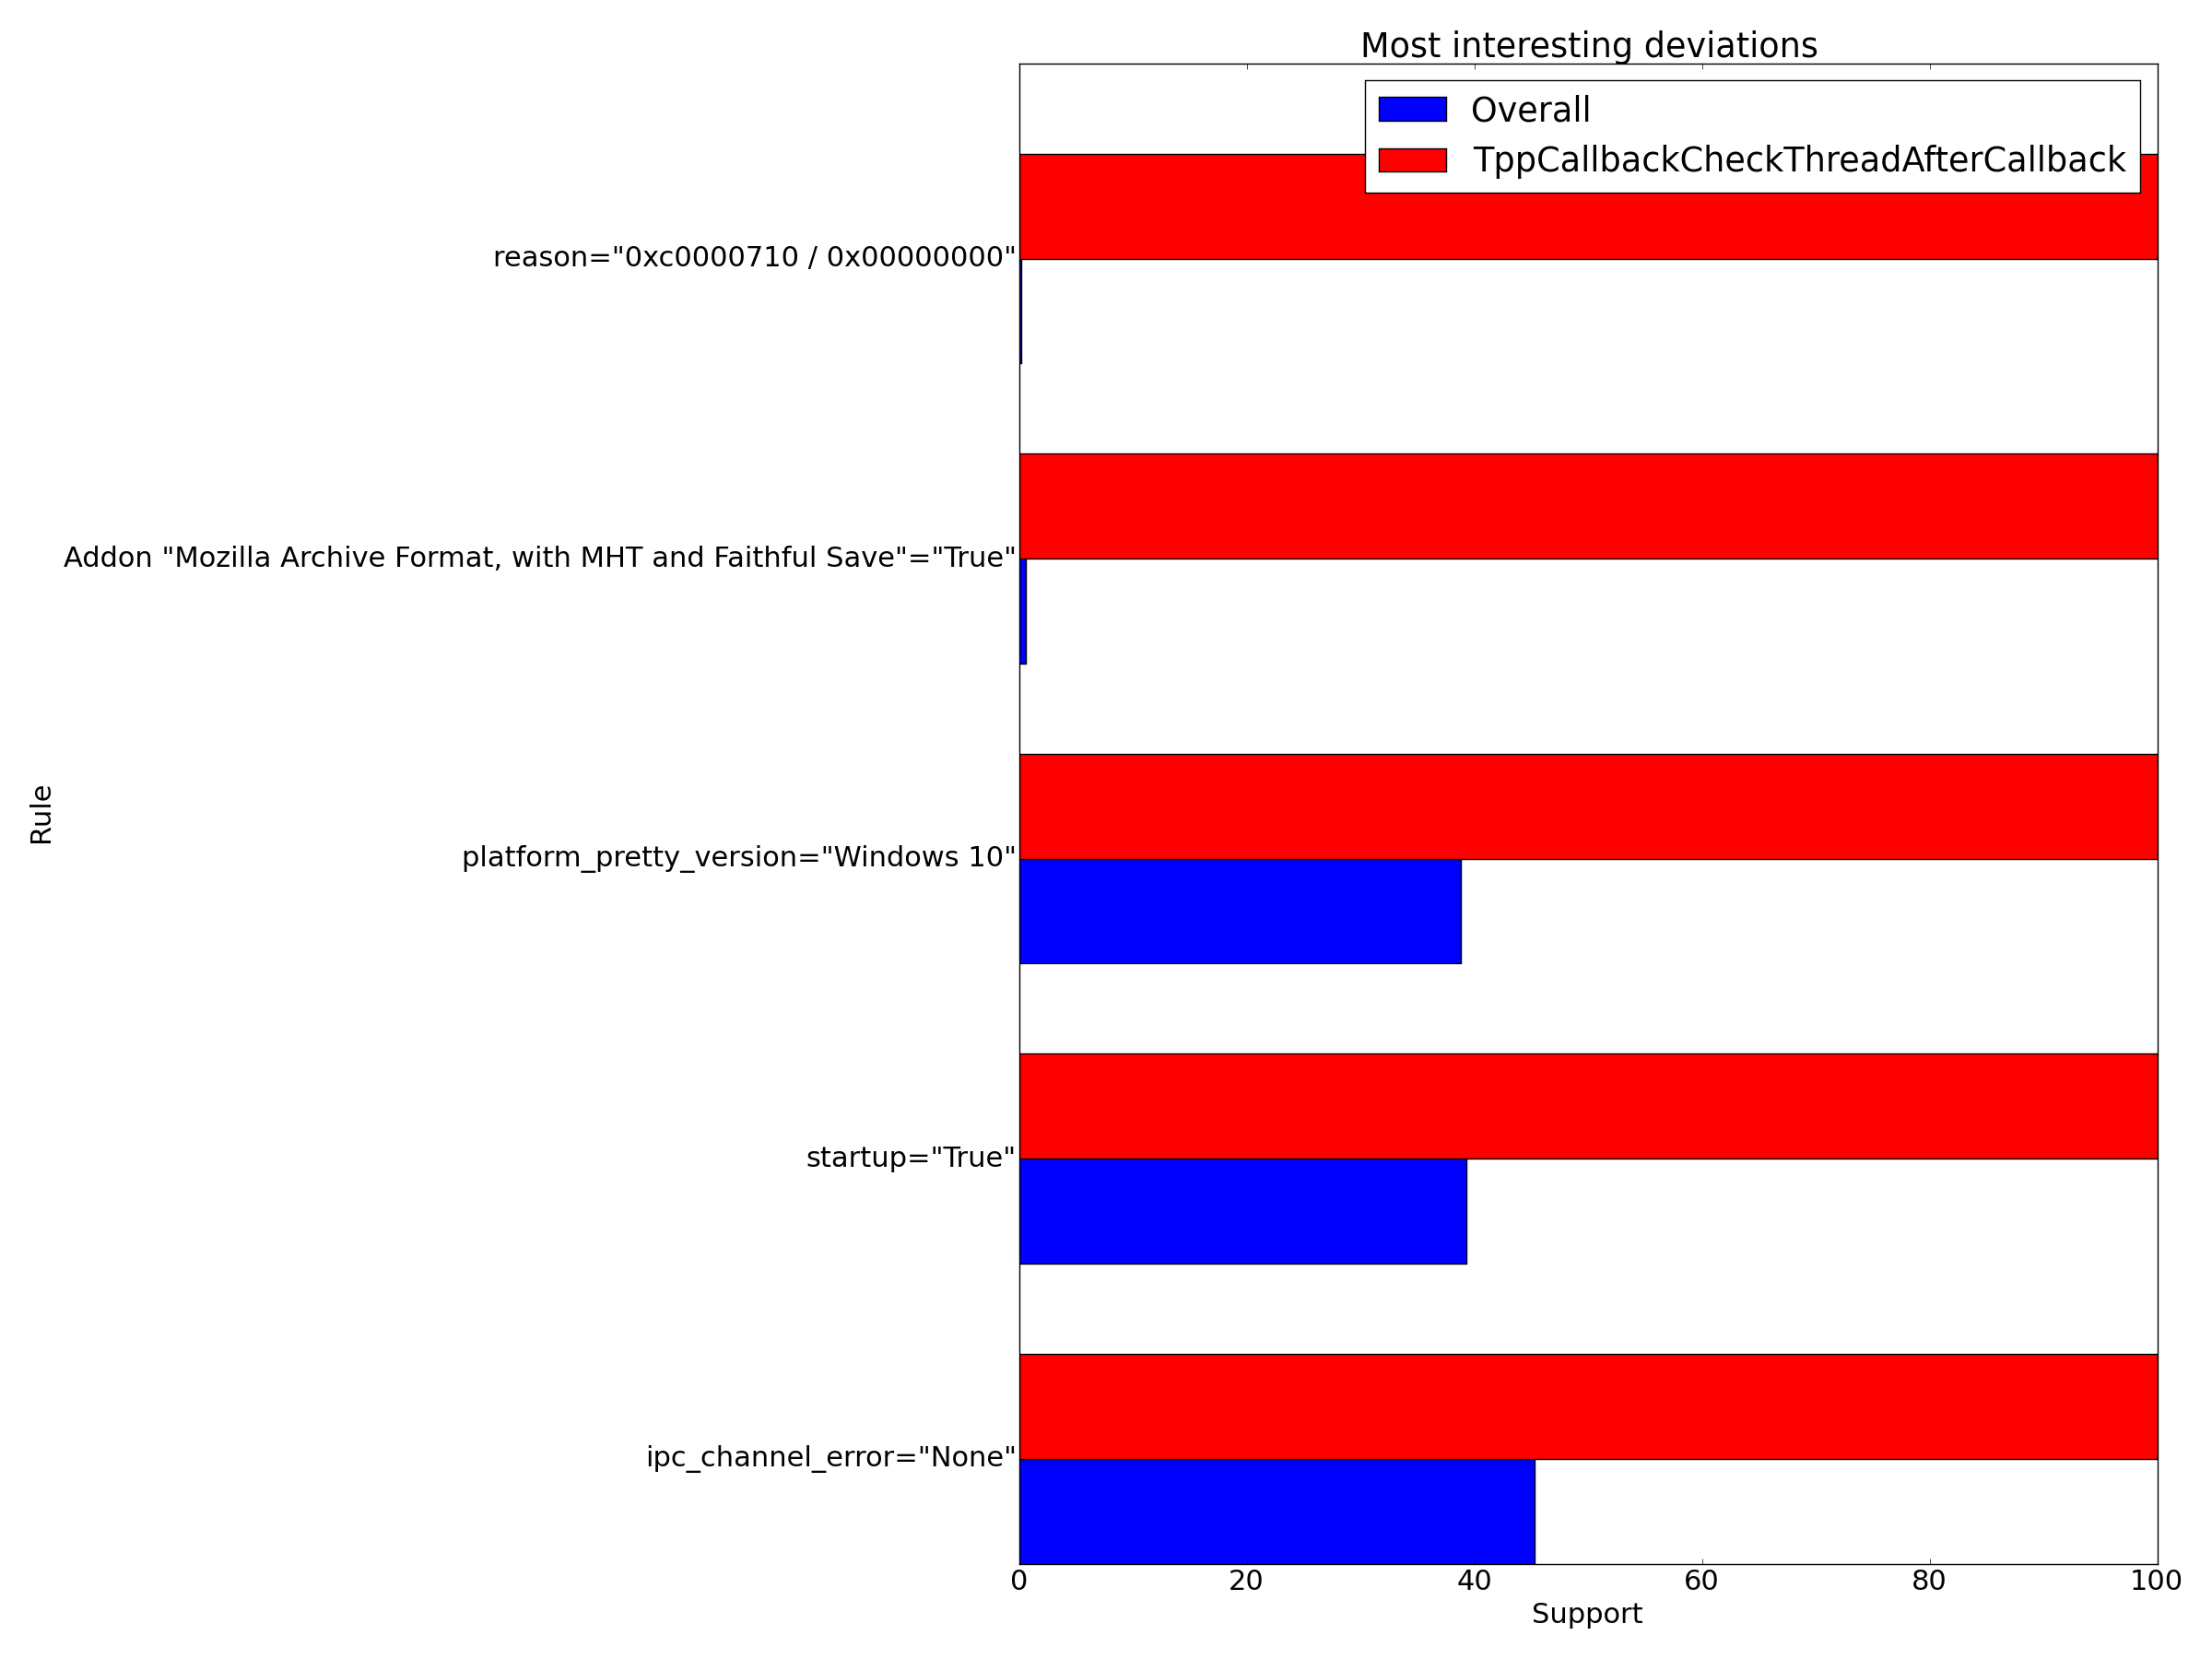 Most interesting deviations
Overall
TppCallbackCheckThreadAfterCallback
reason="0xc0000710 / 0x00000000"
Addon "Mozilla Archive Format, with MHT and Faithful Save"="True"
platform_pretty_version="Windows 10"
startup="True"
ipc_channel_error="None"
Rule
0 20 40 60 80 100
Support